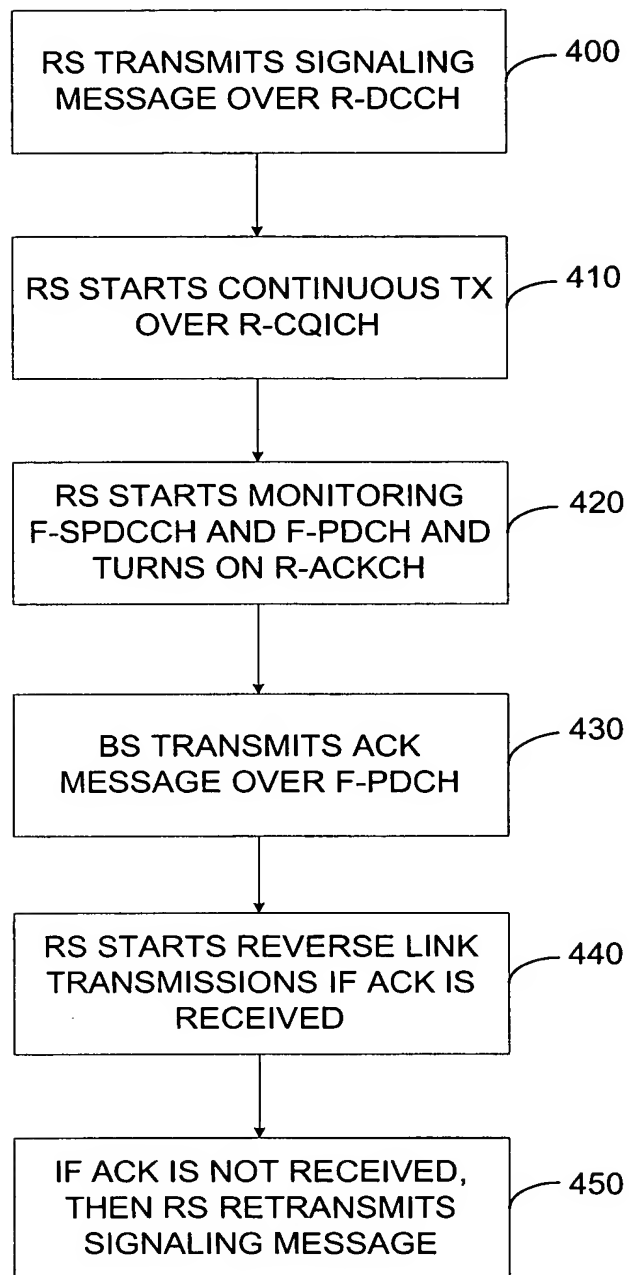 RS TRANSMITS SIGNALING
MESSAGE OVER R-DCCH
400
RS STARTS CONTINUOUS TX
OVER R-CQICH
410
RS STARTS MONITORING
F-SPDCCH AND F-PDCH AND
TURNS ON R-ACKCH
420
BS TRANSMITS ACK
MESSAGE OVER F-PDCH
430
RS STARTS REVERSE LINK
TRANSMISSIONS IF ACK IS
RECEIVED
440
IF ACK IS NOT RECEIVED,
THEN RS RETRANSMITS
SIGNALING MESSAGE
450